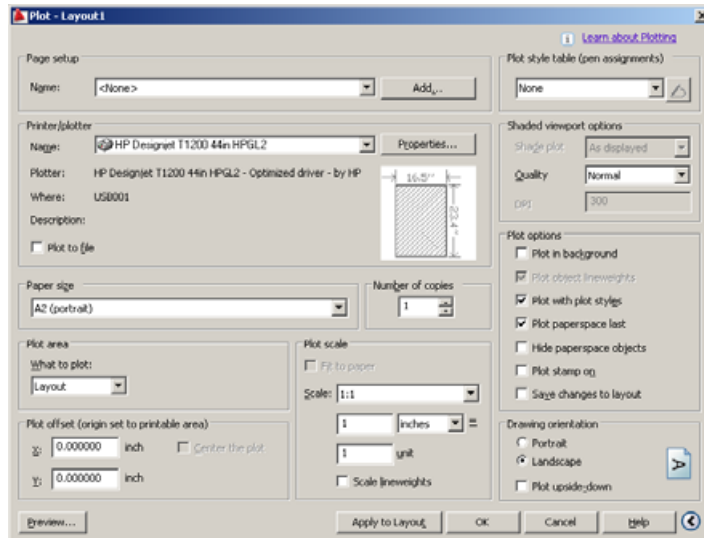 Plot - Layout1
Learn about Plotting
Page setup
Name: <None> Add...
Plot style table (pen assignments)
None
Printer/plotter
Name: HP Designjet T1200 44in HPGL2 Properties...
Plotter: HP Designjet T1200 44in HPGL2 - Optimized driver - by HP
Where: USB001
Description:
Plot to file
16.5''
23.4''
Shaded viewport options
Shade plot As displayed
Quality Normal
DPI 300
Paper size
A2 (portrait)
Number of copies
1
Plot options
Plot in background
Plot object lineweights
Plot with plot styles
Plot paperspace last
Hide paperspace objects
Plot stamp on
Save changes to layout
Plot area
What to plot:
Layout
Plot scale
Fit to paper
Scale: 1:1
1 inches =
1 unit
Scale lineweights
Plot offset (origin set to printable area)
X: 0.000000 inch Center the plot
Y: 0.000000 inch
Drawing orientation
Portrait
Landscape
Plot upside-down
A
Preview... Apply to Layout OK Cancel Help